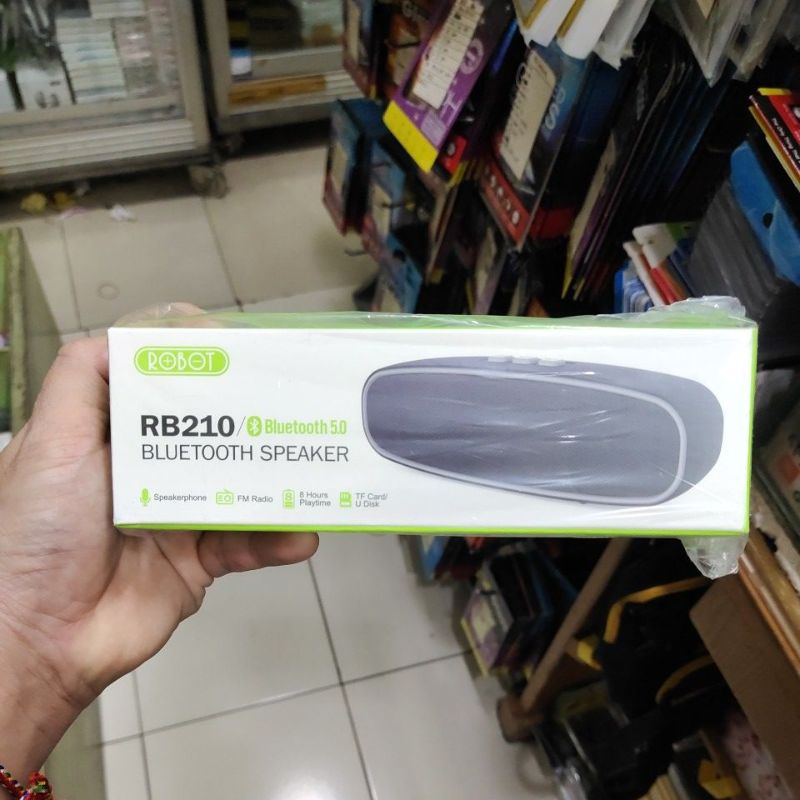 ROBOT
RB210/ Bluetooth 5.0
BLUETOOTH SPEAKER
Speakerphone
FM Radio
8 Hours
Playtime
TF Card/
U Disk